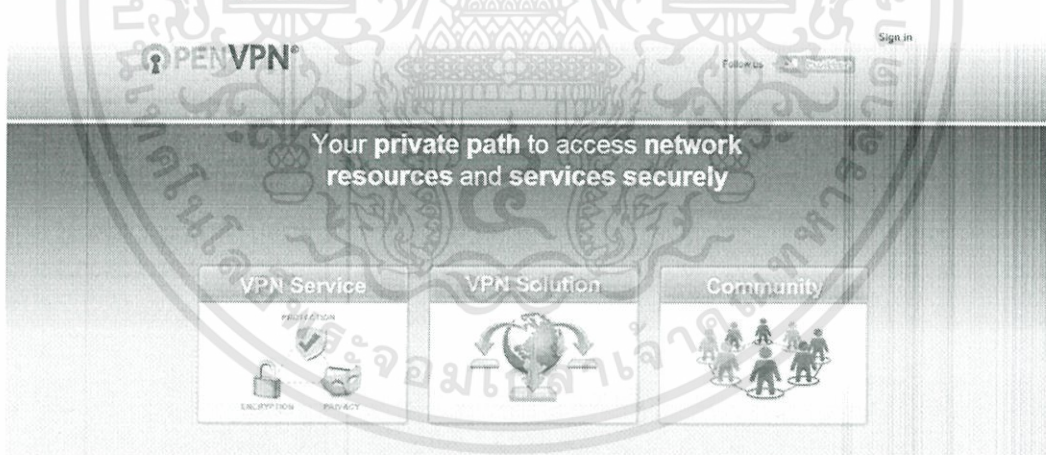 Sign in
OPENVPN®
Follow us
Your private path to access network
resources and services securely
VPN Service
VPN Solution
Community
PROTECTION
ENCRYPTION
PRIVACY